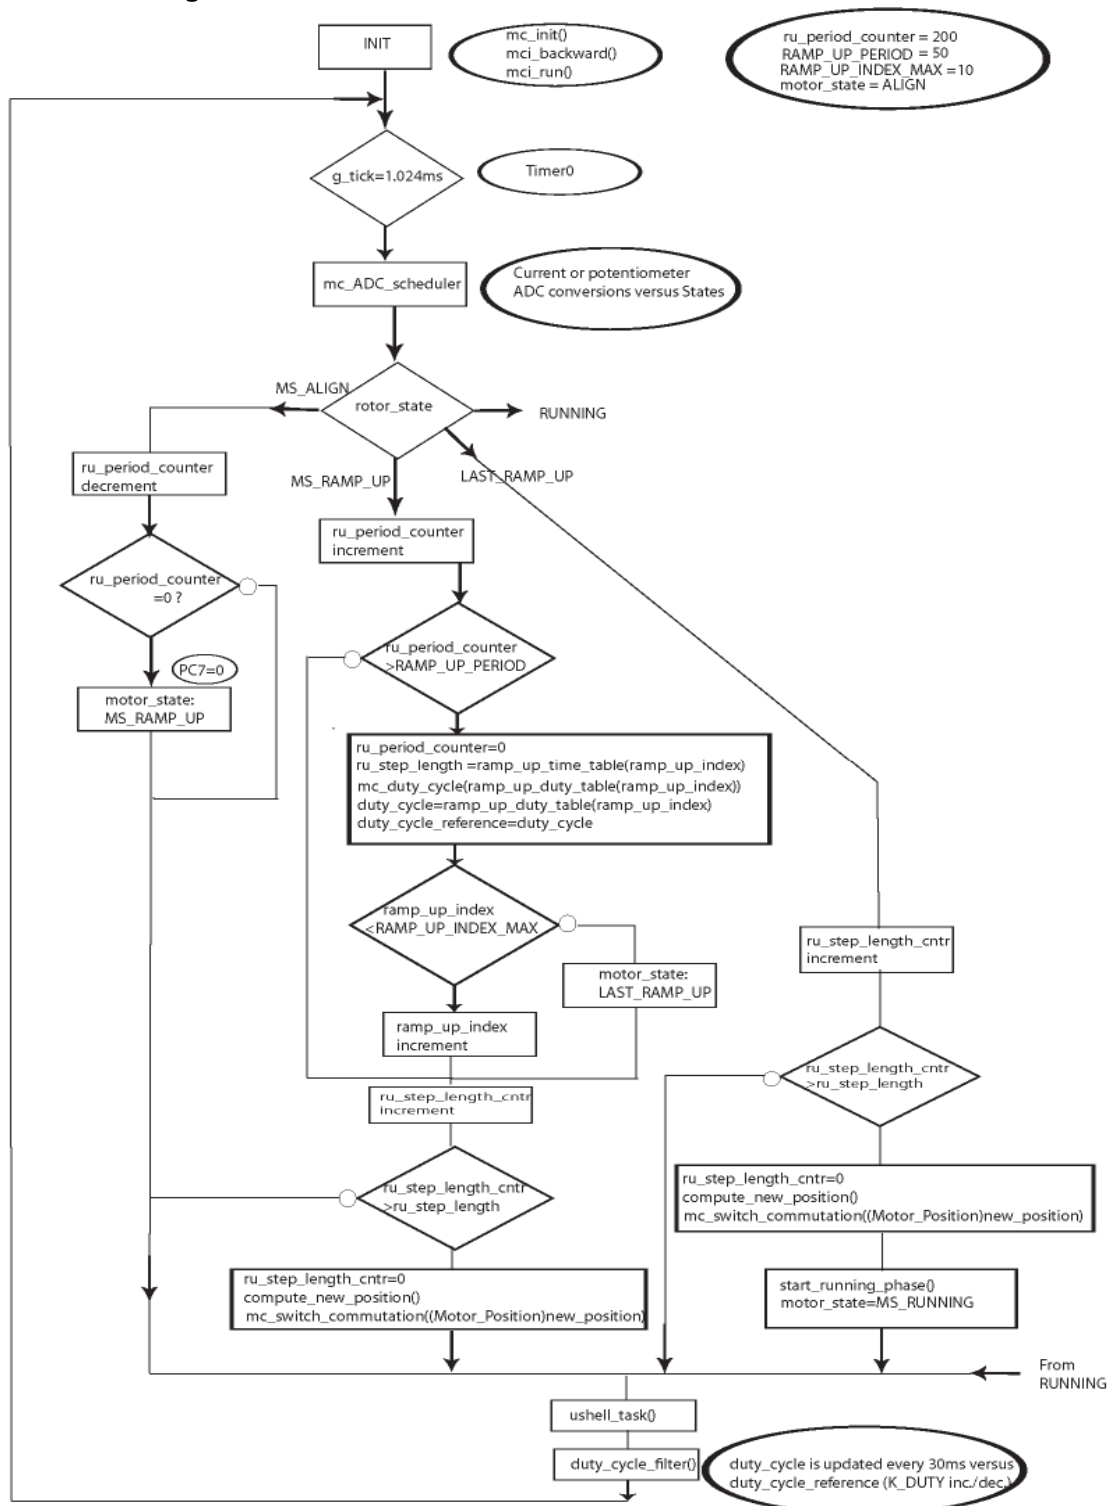 INIT
mc_init()
mci_backward()
mci_run()
ru_period_counter = 200
RAMP_UP_PERIOD = 50
RAMP_UP_INDEX_MAX =10
motor_state = ALIGN
g_tick=1.024ms
Timer0
mc_ADC_scheduler
Current or potentiometer
ADC conversions versus States
MS_ALIGN
rotor_state
RUNNING
MS_RAMP_UP
LAST_RAMP_UP
ru_period_counter
decrement
ru_period_counter
increment
ru_period_counter
=0 ?
ru_period_counter
>RAMP_UP_PERIOD
PC7=0
motor_state:
MS_RAMP_UP
ru_period_counter=0
ru_step_length =ramp_up_time_table(ramp_up_index)
mc_duty_cycle(ramp_up_duty_table(ramp_up_index))
duty_cycle=ramp_up_duty_table(ramp_up_index)
duty_cycle_reference=duty_cycle
ramp_up_index
<RAMP_UP_INDEX_MAX
motor_state:
LAST_RAMP_UP
ru_step_length_cntr
increment
ramp_up_index
increment
ru_step_length_cntr
increment
ru_step_length_cntr
>ru_step_length
ru_step_length_cntr
>ru_step_length
ru_step_length_cntr=0
compute_new_position()
mc_switch_commutation((Motor_Position)new_position)
ru_step_length_cntr=0
compute_new_position()
mc_switch_commutation((Motor_Position)new_position)
start_running_phase()
motor_state=MS_RUNNING
From
RUNNING
ushell_task()
duty_cycle_filter()
duty_cycle is updated every 30ms versus
duty_cycle_reference (K_DUTY inc./dec.)